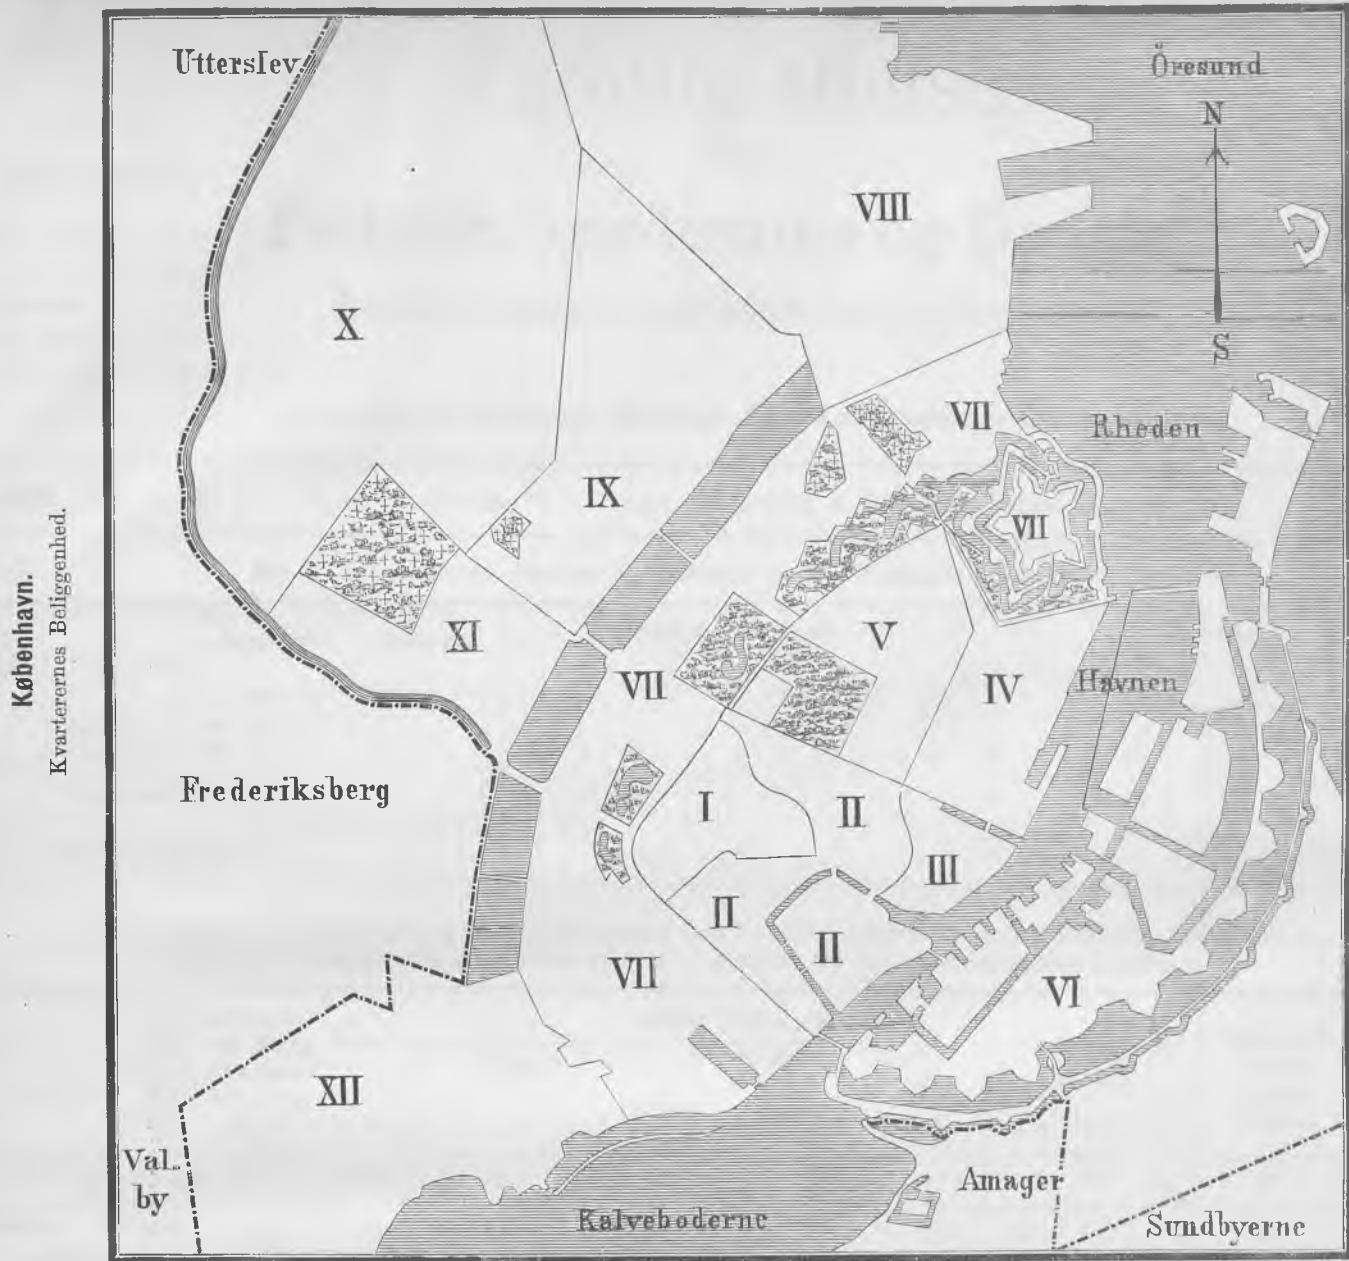 København.
Kvarterernes Beliggenhed.
Utterslev
Öresund
N
VIII
S
X
VII
Rheden
IX
VII
XI
V
VII
IV
Havnen
Frederiksberg
I
II
III
II
II
VII
VI
XII
Val-
by
Amager
Kalveboderne
Sundbyerne